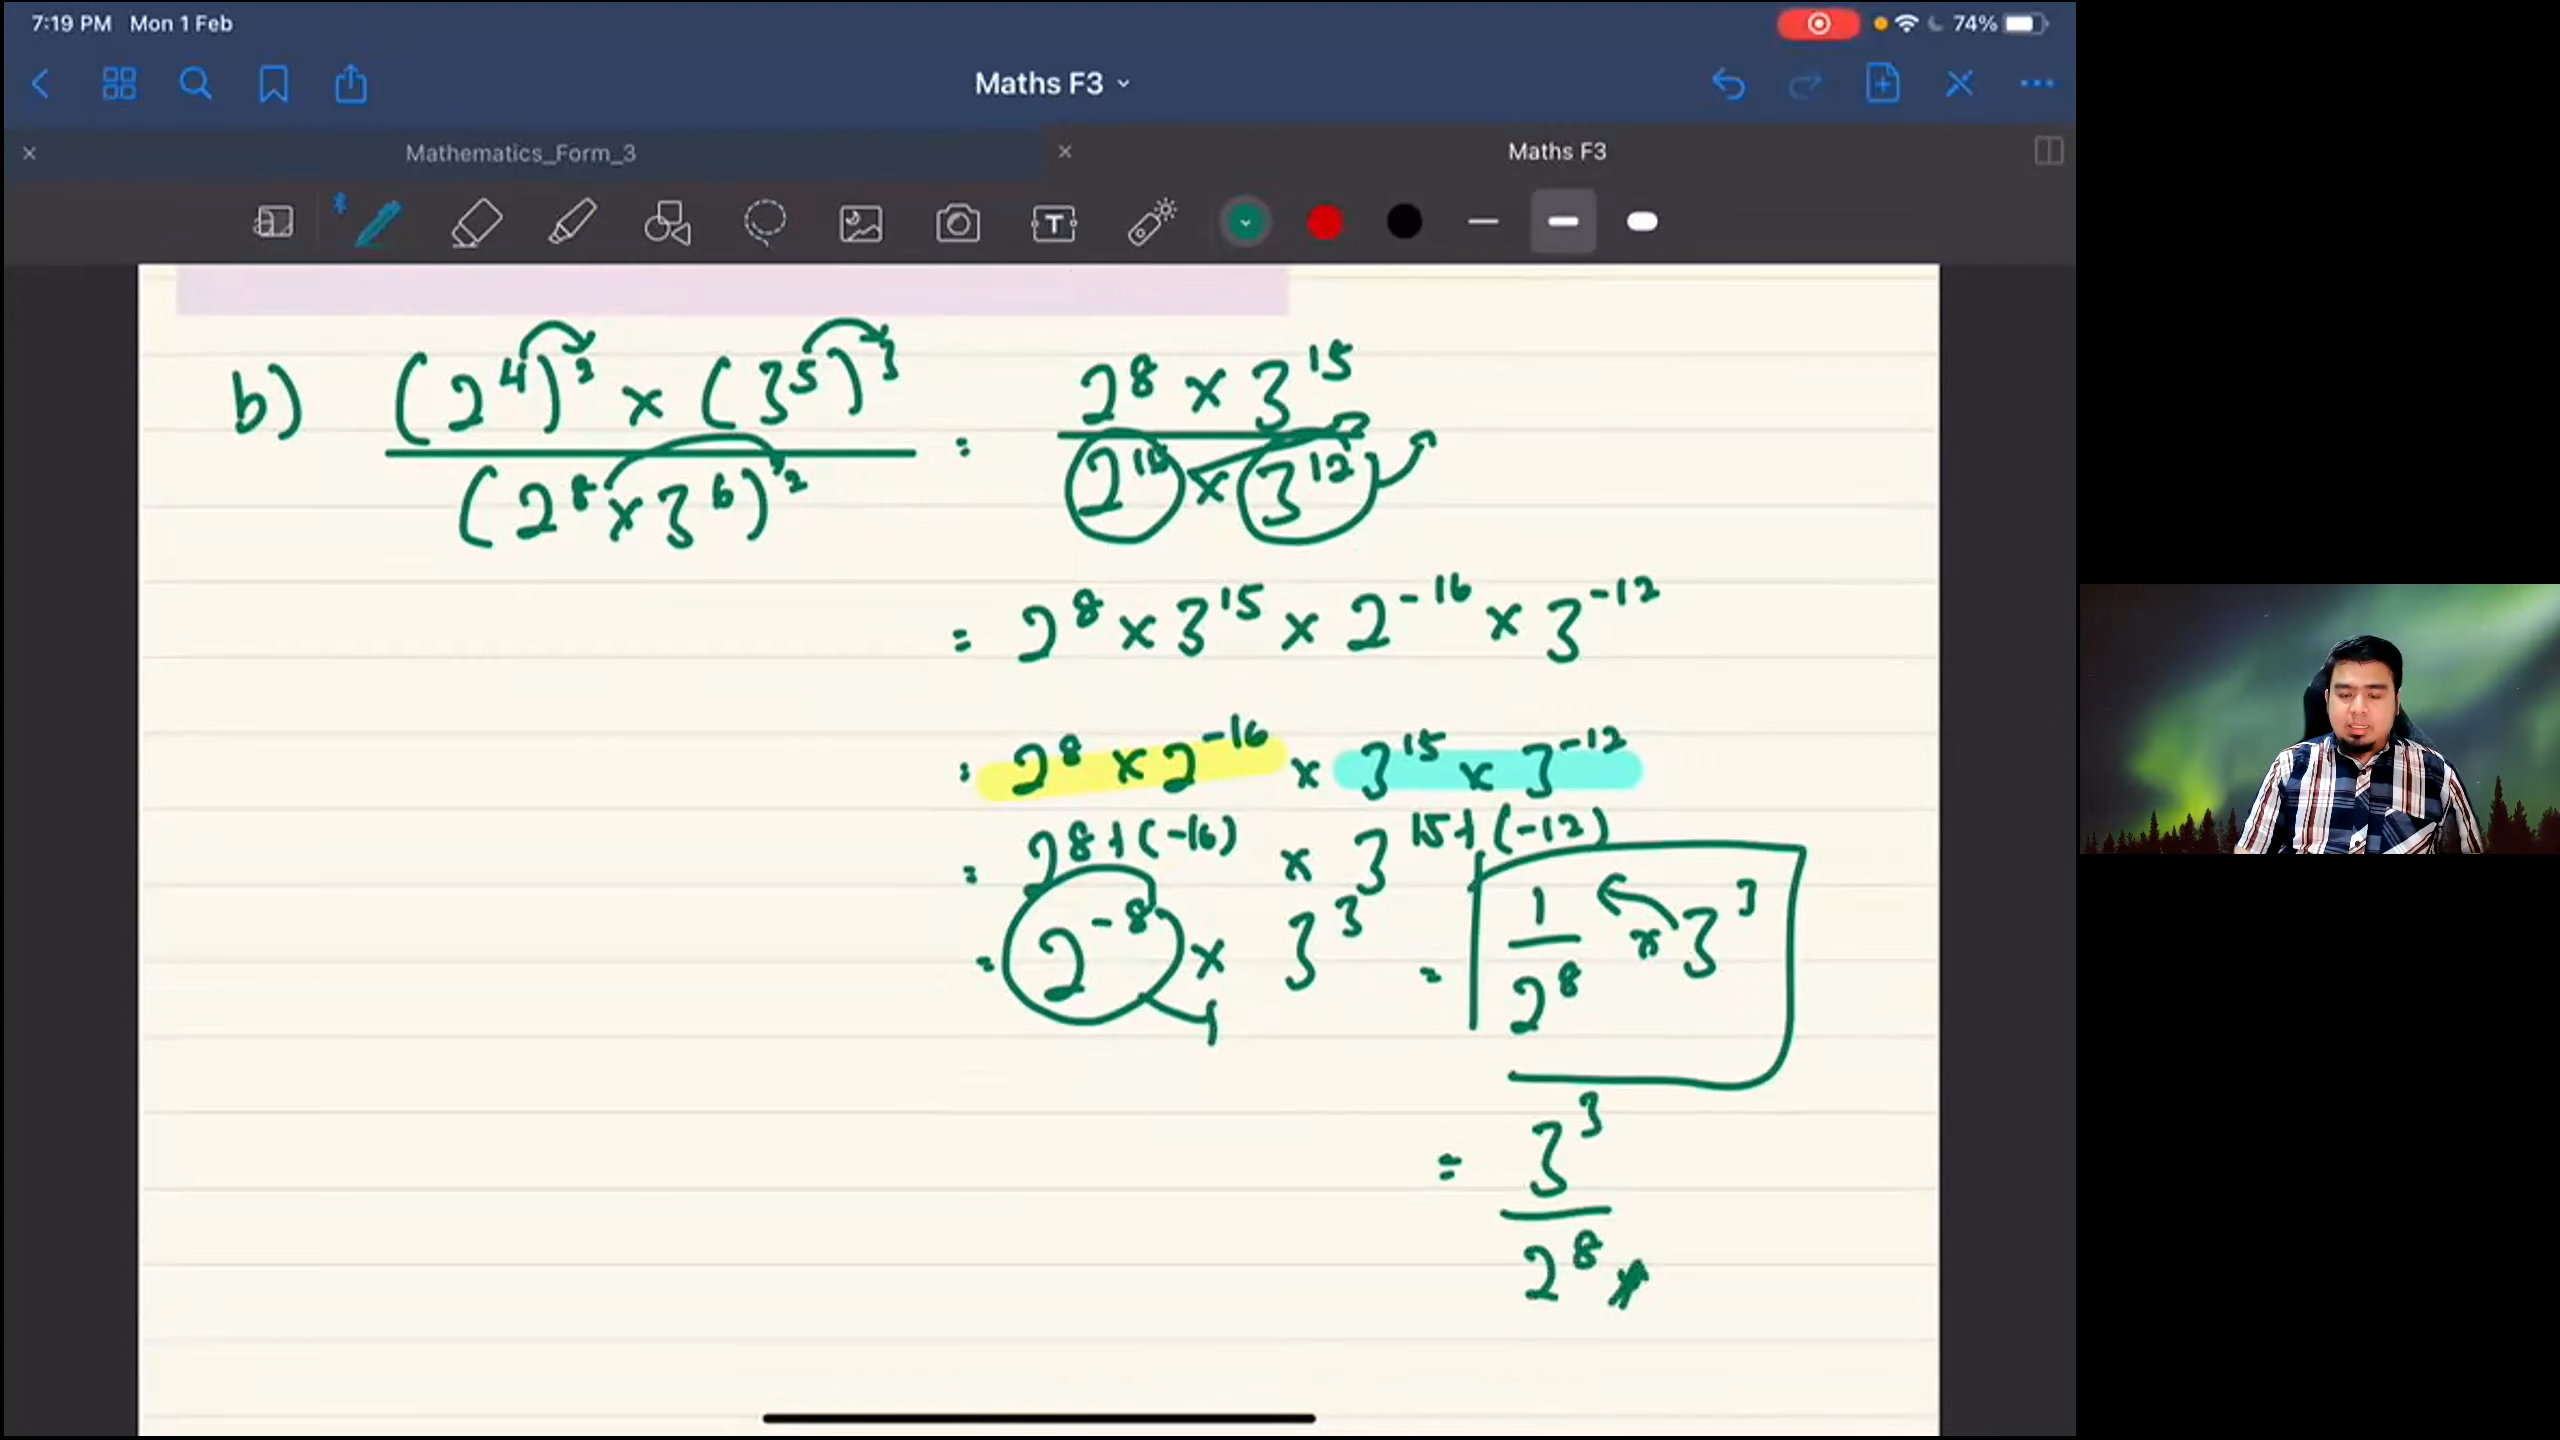 7:19 PM Mon 1 Feb 74%
Maths F3
Mathematics_Form_3 Maths F3
T
b) (2⁴)² × (3⁵)³ / (2⁸ × 3⁶)² = 2⁸ × 3¹⁵ / 2¹⁶ × 3¹²
= 2⁸ × 3¹⁵ × 2⁻¹⁶ × 3⁻¹²
= 2⁸ × 2⁻¹⁶ × 3¹⁵ × 3⁻¹²
= 2⁸⁺⁽⁻¹⁶⁾ × 3¹⁵⁺⁽⁻¹²⁾
= 2⁻⁸ × 3³ = 1 / 2⁸ × 3³
= 3³ / 2⁸